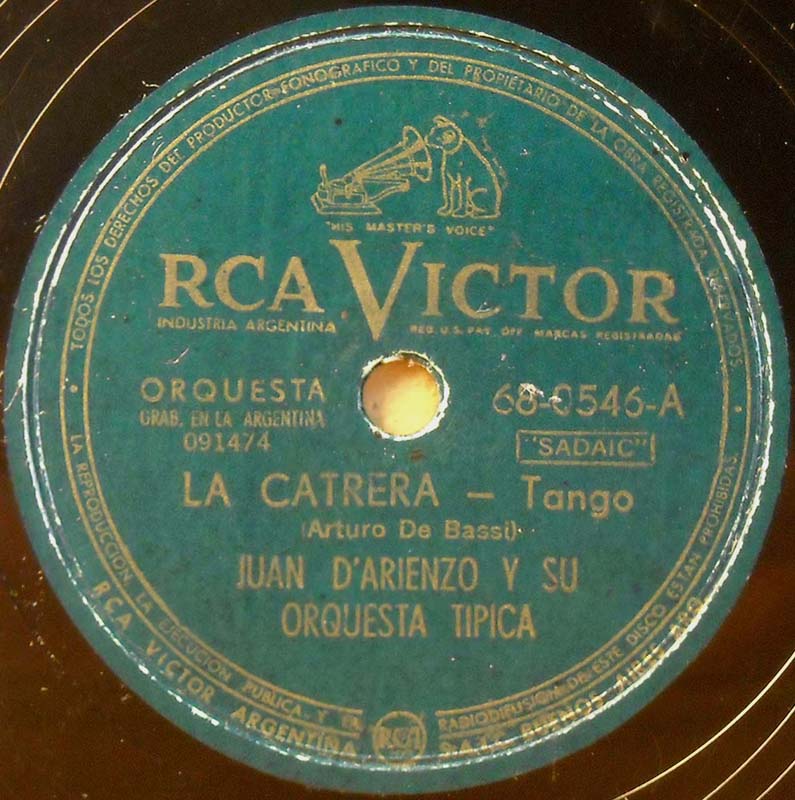 TODOS LOS DERECHOS DEL PRODUCTOR FONOGRAFICO Y DEL PROPIETARIO DE LA OBRA REGISTRADA RESERVADOS
"HIS MASTER'S VOICE"
RCA VICTOR
INDUSTRIA ARGENTINA
REG. U.S. PAT. OFF. MARCAS REGISTRADAS
ORQUESTA
68-0546-A
GRAB. EN LA ARGENTINA
091474
"SADAIC"
LA CATRERA — Tango
(Arturo De Bassi)
JUAN D'ARIENZO Y SU
ORQUESTA TIPICA
LA REPRODUCCION, LA EJECUCION PUBLICA, Y LA RADIODIFUSION DE ESTE DISCO ESTAN PROHIBIDAS.
RCA VICTOR ARGENTINA
RCA
BUENOS AIRES